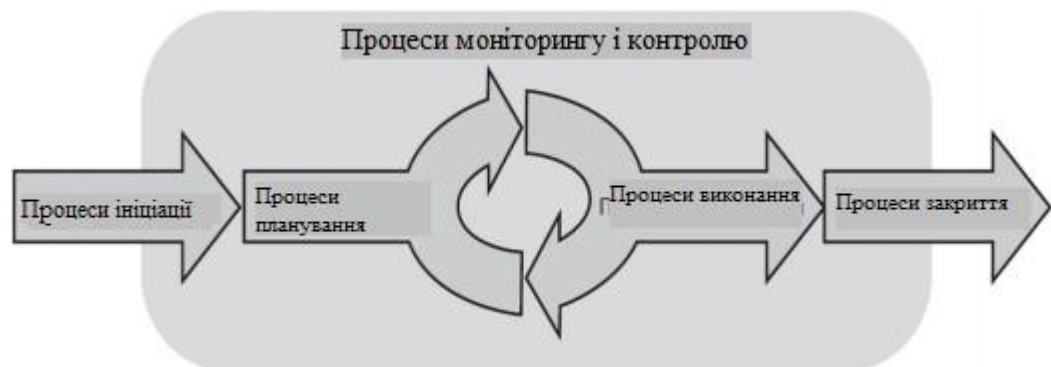 Процеси моніторингу і контролю
Процеси ініціації
Процеси
планування
Процеси виконання
Процеси закриття